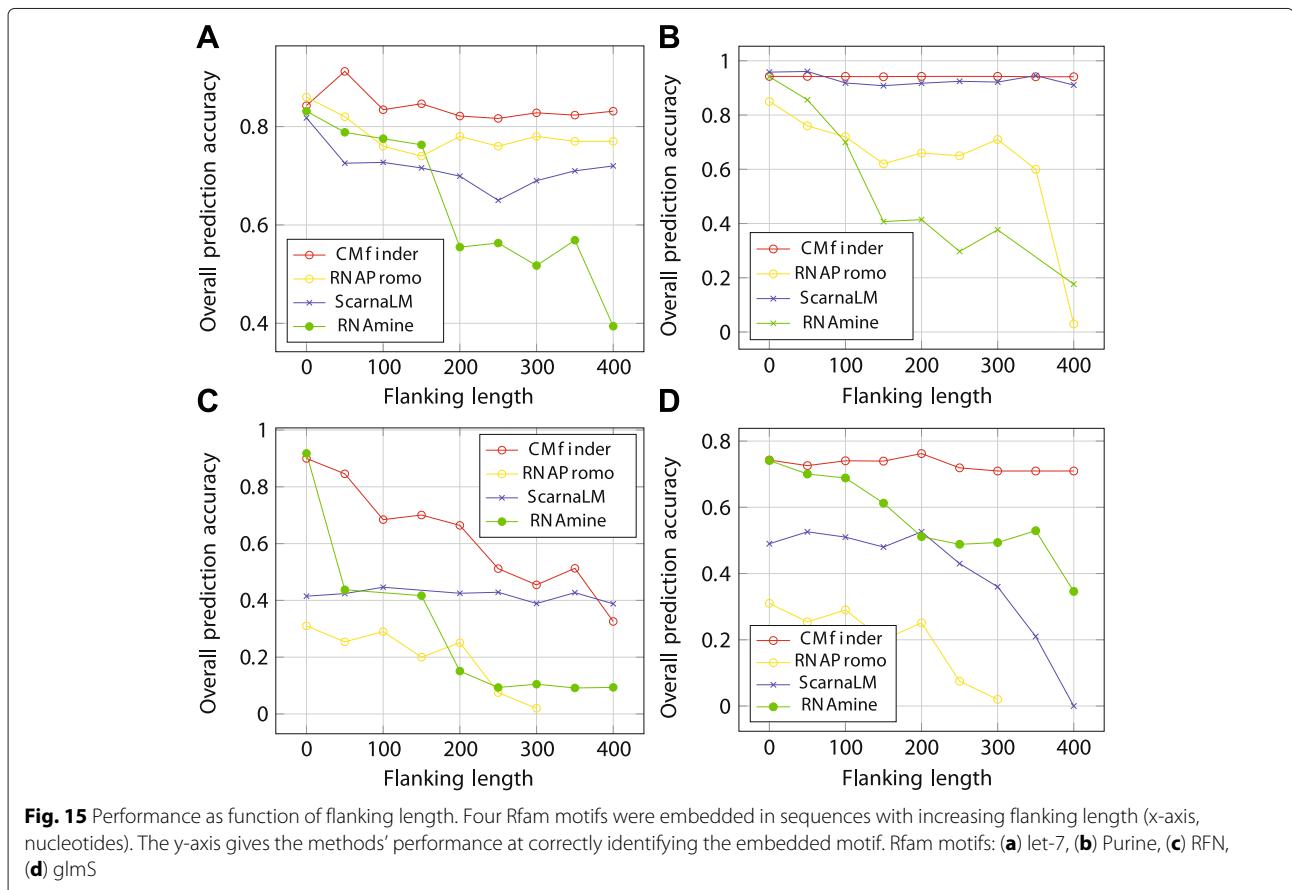 A
Overall prediction accuracy
0.8
0.6
0.4
CMfinder
RNAPromo
ScarnaLM
RNAmine
0 100 200 300 400
Flanking length
B
Overall prediction accuracy
1
0.8
0.6
0.4
0.2
0
CMfinder
RNAPromo
ScarnaLM
RNAmine
0 100 200 300 400
Flanking length
C
Overall prediction accuracy
1
0.8
0.6
0.4
0.2
0
CMfinder
RNAPromo
ScarnaLM
RNAmine
0 100 200 300 400
Flanking length
D
Overall prediction accuracy
0.8
0.6
0.4
0.2
0
CMfinder
RNAPromo
ScarnaLM
RNAmine
0 100 200 300 400
Flanking length
Fig. 15 Performance as function of flanking length. Four Rfam motifs were embedded in sequences with increasing flanking length (x-axis,
nucleotides). The y-axis gives the methods' performance at correctly identifying the embedded motif. Rfam motifs: (a) let-7, (b) Purine, (c) RFN,
(d) glmS